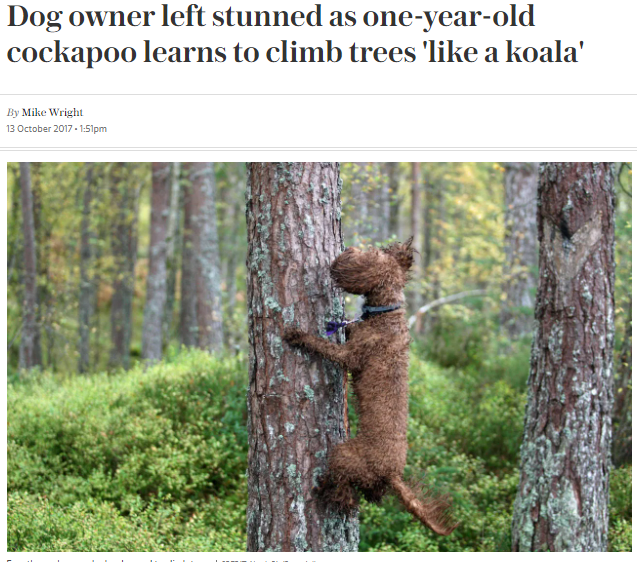 Dog owner left stunned as one-year-old
cockapoo learns to climb trees 'like a koala'
By Mike Wright
13 October 2017 • 1:51pm